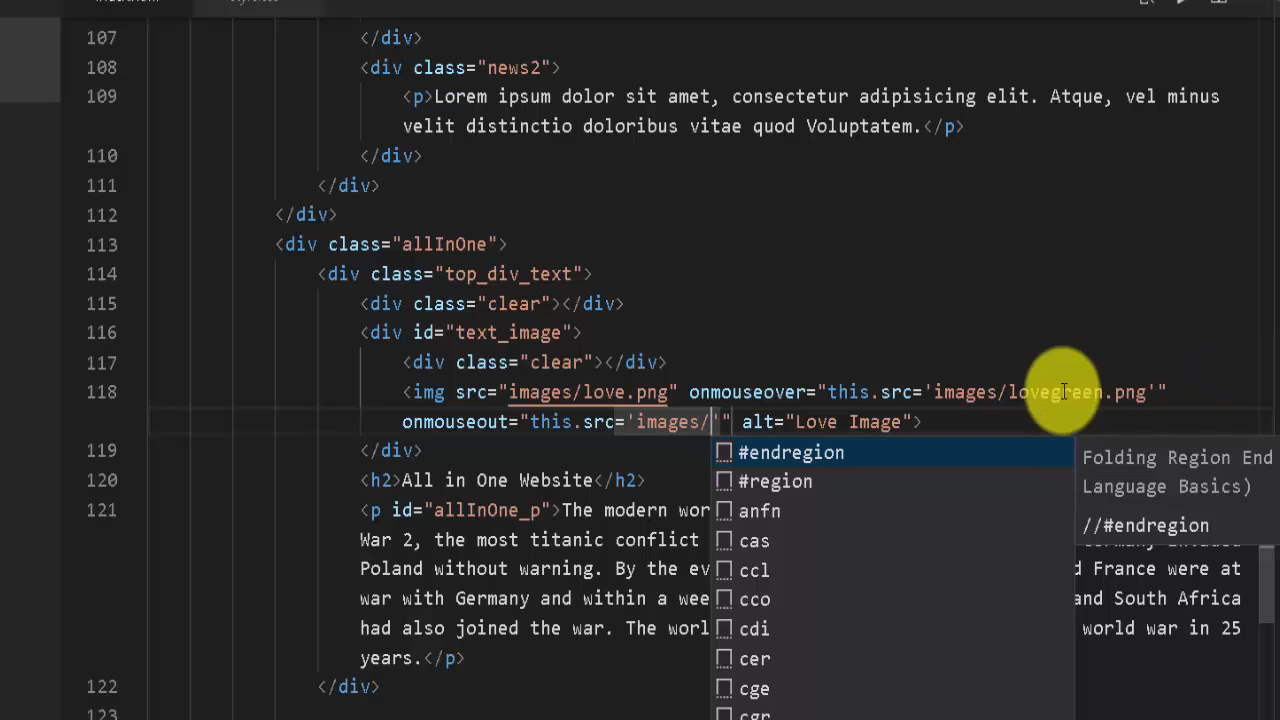 107 </div>
108 <div class="news2">
109 <p>Lorem ipsum dolor sit amet, consectetur adipisicing elit. Atque, vel minus
velit distinctio doloribus vitae quod Voluptatem.</p>
110 </div>
111 </div>
112 </div>
113 <div class="allInOne">
114 <div class="top_div_text">
115 <div class="clear"></div>
116 <div id="text_image">
117 <div class="clear"></div>
118 <img src="images/love.png" onmouseover="this.src='images/lovegreen.png'"
onmouseout="this.src='images/'" alt="Love Image">
119 </div>
120 <h2>All in One Website</h2>
121 <p id="allInOne_p">The modern wor
War 2, the most titanic conflict
Poland without warning. By the ev d France were at
war with Germany and within a wee and South Africa
had also joined the war. The worl world war in 25
years.</p>
122 </div>
123
#endregion
#region
anfn
cas
ccl
cco
cdi
cer
cge
cgr
Folding Region End
Language Basics)
//#endregion